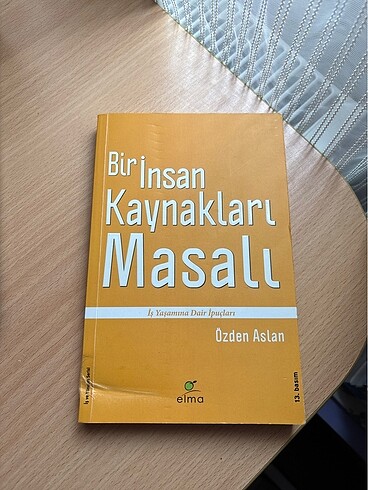 Bir İnsan
Kaynakları
Masalı
İş Yaşamına Dair İpuçları
Özden Aslan
elma
13. basım